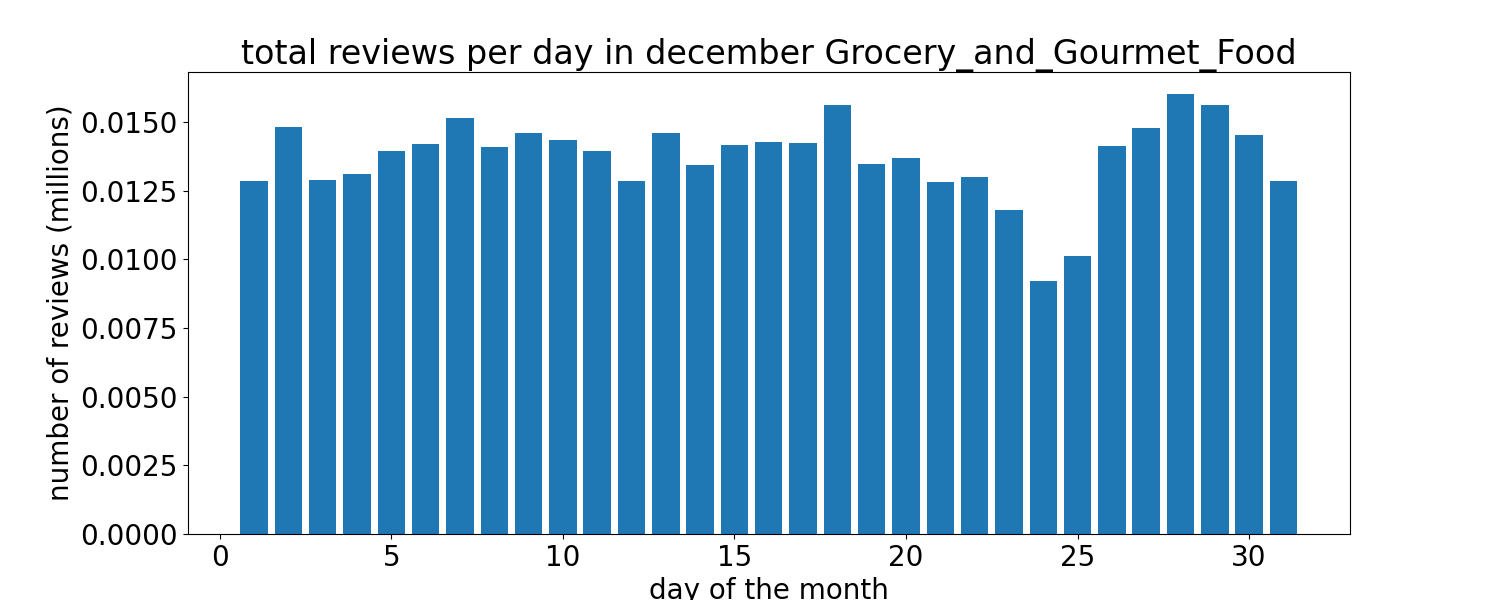 total reviews per day in december Grocery_and_Gourmet_Food
number of reviews (millions)
0.0150
0.0125
0.0100
0.0075
0.0050
0.0025
0.0000
0 5 10 15 20 25 30
day of the month